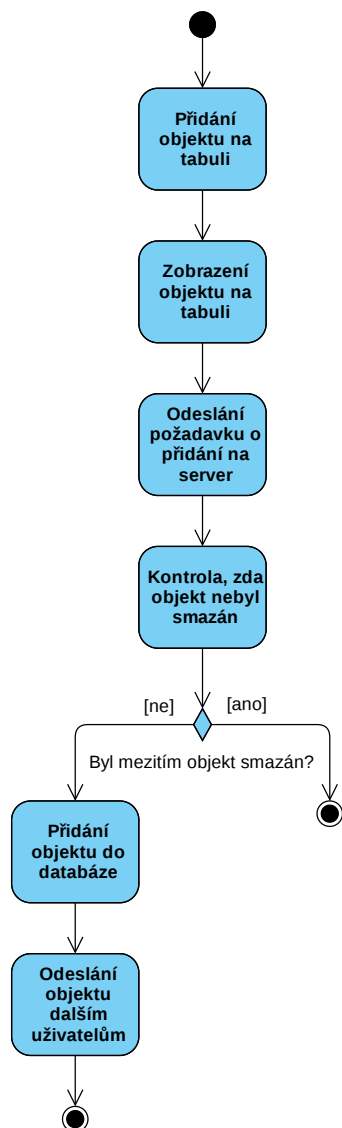 Přidání
objektu na
tabuli
Zobrazení
objektu na
tabuli
Odeslání
požadavku o
přidání na
server
Kontrola, zda
objekt nebyl
smazán
[ne]
[ano]
Byl mezitím objekt smazán?
Přidání
objektu do
databáze
Odeslání
objektu
dalším
uživatelům